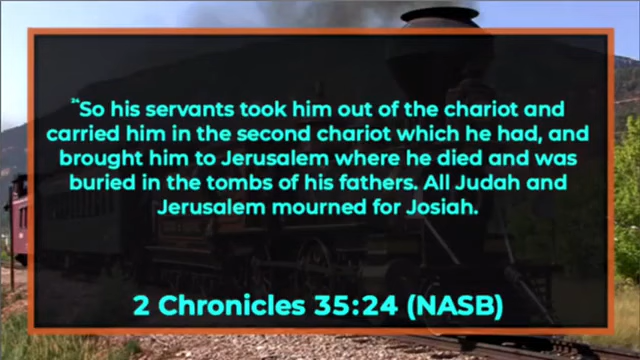 ²⁴So his servants took him out of the chariot and
carried him in the second chariot which he had, and
brought him to Jerusalem where he died and was
buried in the tombs of his fathers. All Judah and
Jerusalem mourned for Josiah.
2 Chronicles 35:24 (NASB)